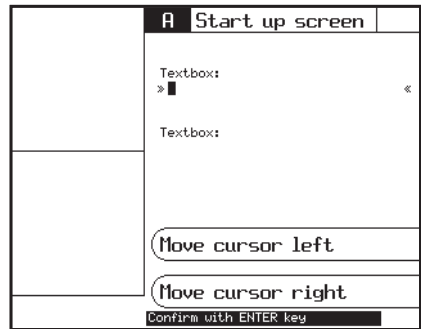 A Start up screen
Textbox:
» «
Textbox:
Move cursor left
Move cursor right
Confirm with ENTER key